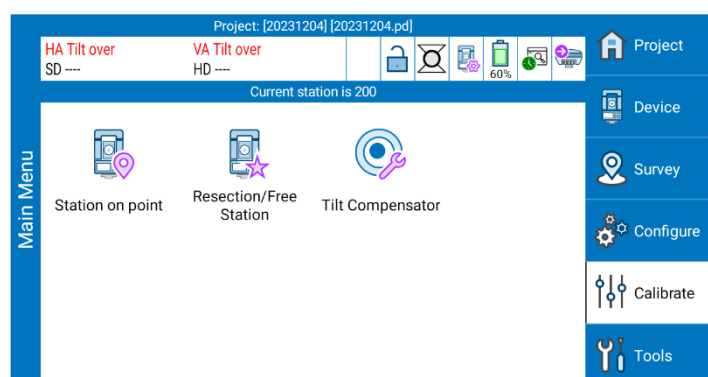 Project: [20231204] [20231204.pd]
HA Tilt over
VA Tilt over
SD ----
HD ----
60%
Current station is 200
Main Menu
Station on point
Resection/Free
Station
Tilt Compensator
Project
Device
Survey
Configure
Calibrate
Tools